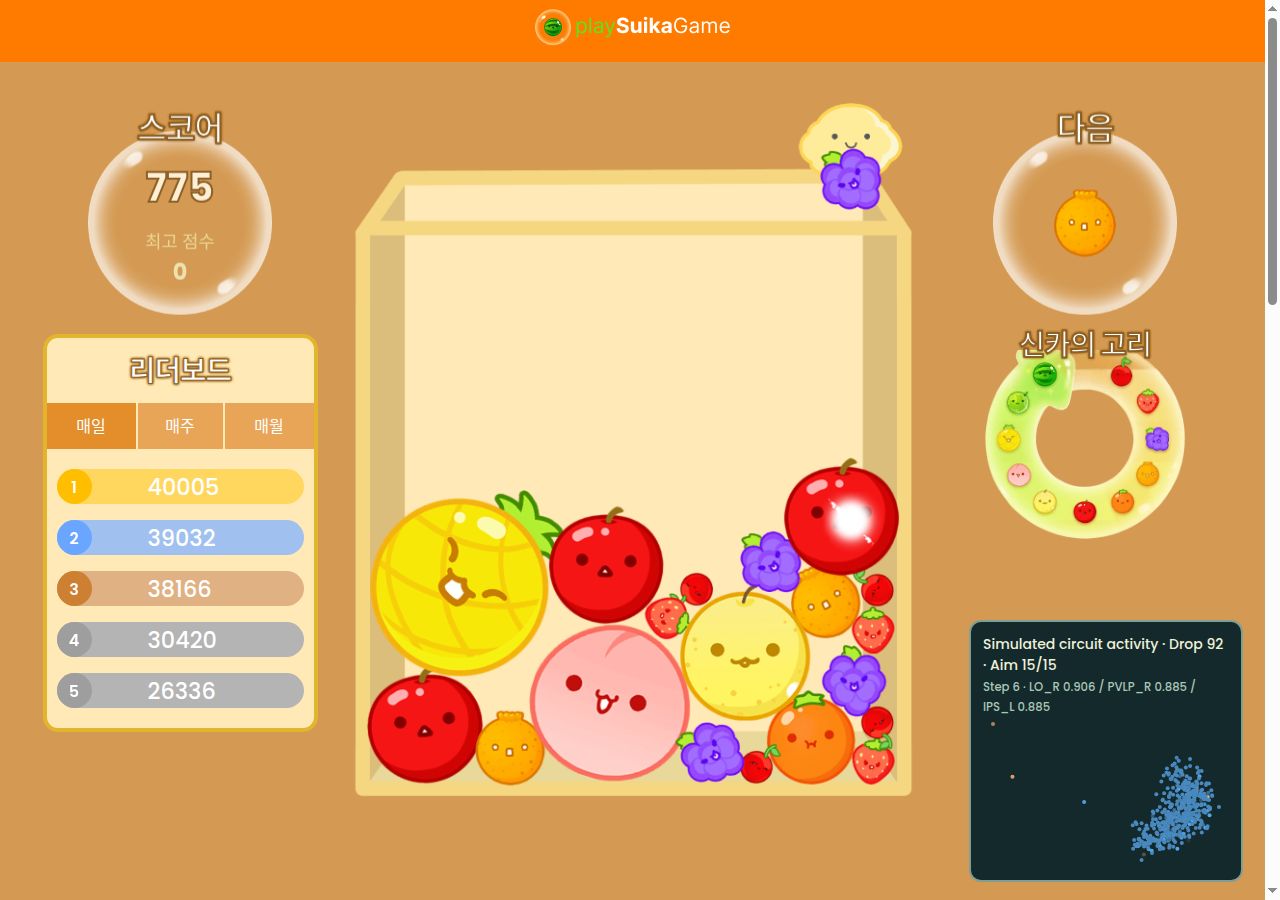 playSuikaGame
스코어
775
최고 점수
0
다음
신카의 고리
리더보드
매일 매주 매월
1 40005
2 39032
3 38166
4 30420
5 26336
Simulated circuit activity · Drop 92
· Aim 15/15
Step 6 · LO_R 0.906 / PVLP_R 0.885 /
IPS_L 0.885